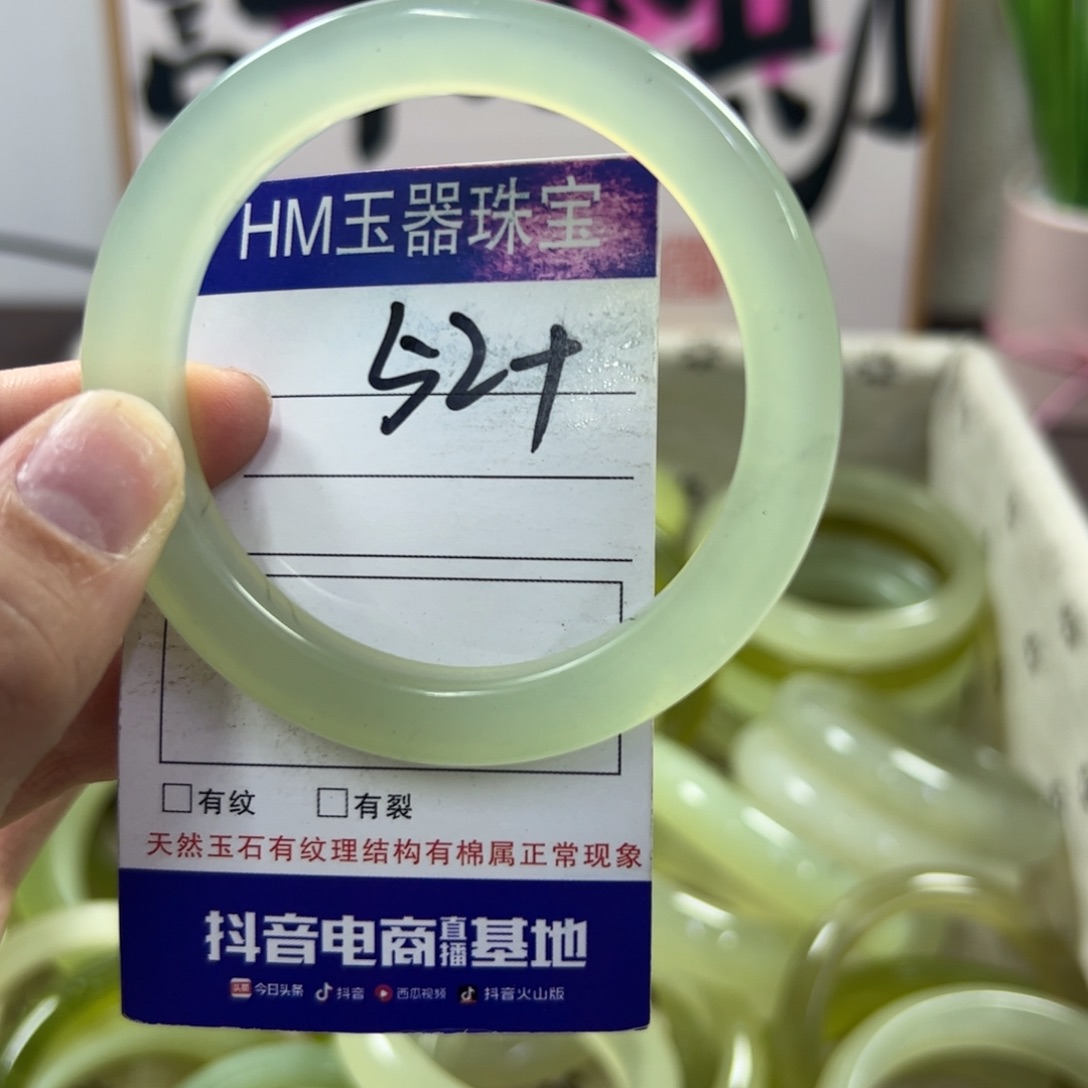 HM玉器珠宝
52+
有纹 有裂
天然玉石有纹理结构有棉属正常现象
抖音电商直播基地
头条 今日头条 抖音 西瓜视频 抖音火山版